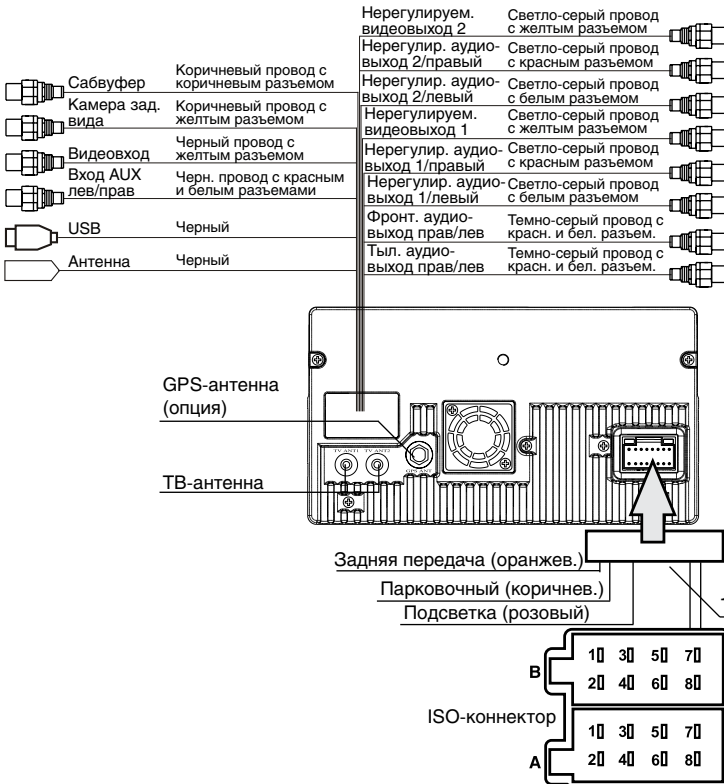 Нерегулируем.
видеовыход 2
Светло-серый провод
с желтым разъемом
Нерегулир. аудио-
выход 2/правый
Светло-серый провод
с красным разъемом
Нерегулир. аудио-
выход 2/левый
Светло-серый провод
с белым разъемом
Нерегулируем.
видеовыход 1
Светло-серый провод
с желтым разъемом
Нерегулир. аудио-
выход 1/правый
Светло-серый провод
с красным разъемом
Нерегулир. аудио-
выход 1/левый
Светло-серый провод
с белым разъемом
Фронт. аудио-
выход прав/лев
Темно-серый провод с
красн. и бел. разъем.
Тыл. аудио-
выход прав/лев
Темно-серый провод с
красн. и бел. разъем.
Сабвуфер
Коричневый провод с
коричневым разъемом
Камера зад.
вида
Коричневый провод с
желтым разъемом
Видеовход
Черный провод с
желтым разъемом
Вход AUX
лев/прав
Черн. провод с красным
и белым разъемами
USB
Черный
Антенна
Черный
GPS-антенна
(опция)
TV ANT1 TV ANT2
GPS ANT
ТВ-антенна
Задняя передача (оранжев.)
Парковочный (коричнев.)
Подсветка (розовый)
B
1 3 5 7
2 4 6 8
ISO-коннектор
A
1 3 5 7
2 4 6 8